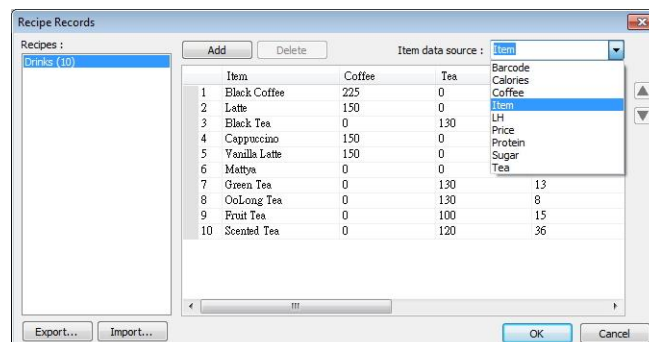 Recipe Records
Recipes :
Drinks (10)
Add Delete Item data source : Item
Barcode
Calories
Coffee
Item
LH
Price
Protein
Sugar
Tea
Item Coffee Tea
1 Black Coffee 225 0
2 Latte 150 0
3 Black Tea 0 130
4 Cappuccino 150 0
5 Vanilla Latte 150 0
6 Mattya 0 0
7 Green Tea 0 130 13
8 OoLong Tea 0 130 8
9 Fruit Tea 0 100 15
10 Scented Tea 0 120 36
Export... Import... OK Cancel